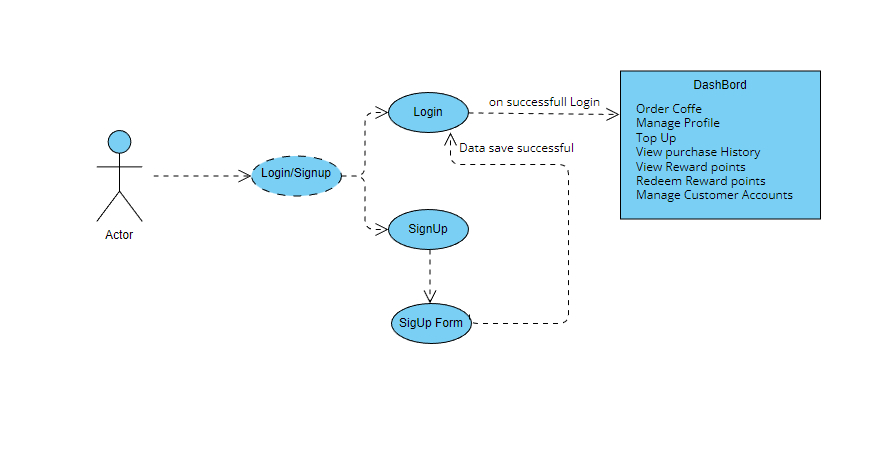 DashBord
on successfull Login
Order Coffe
Login
Manage Profile
Top Up
Data save successful
View purchase History
View Reward points
Login/Signup
Redeem Reward points
Manage Customer Accounts
SignUp
Actor
SigUp Form